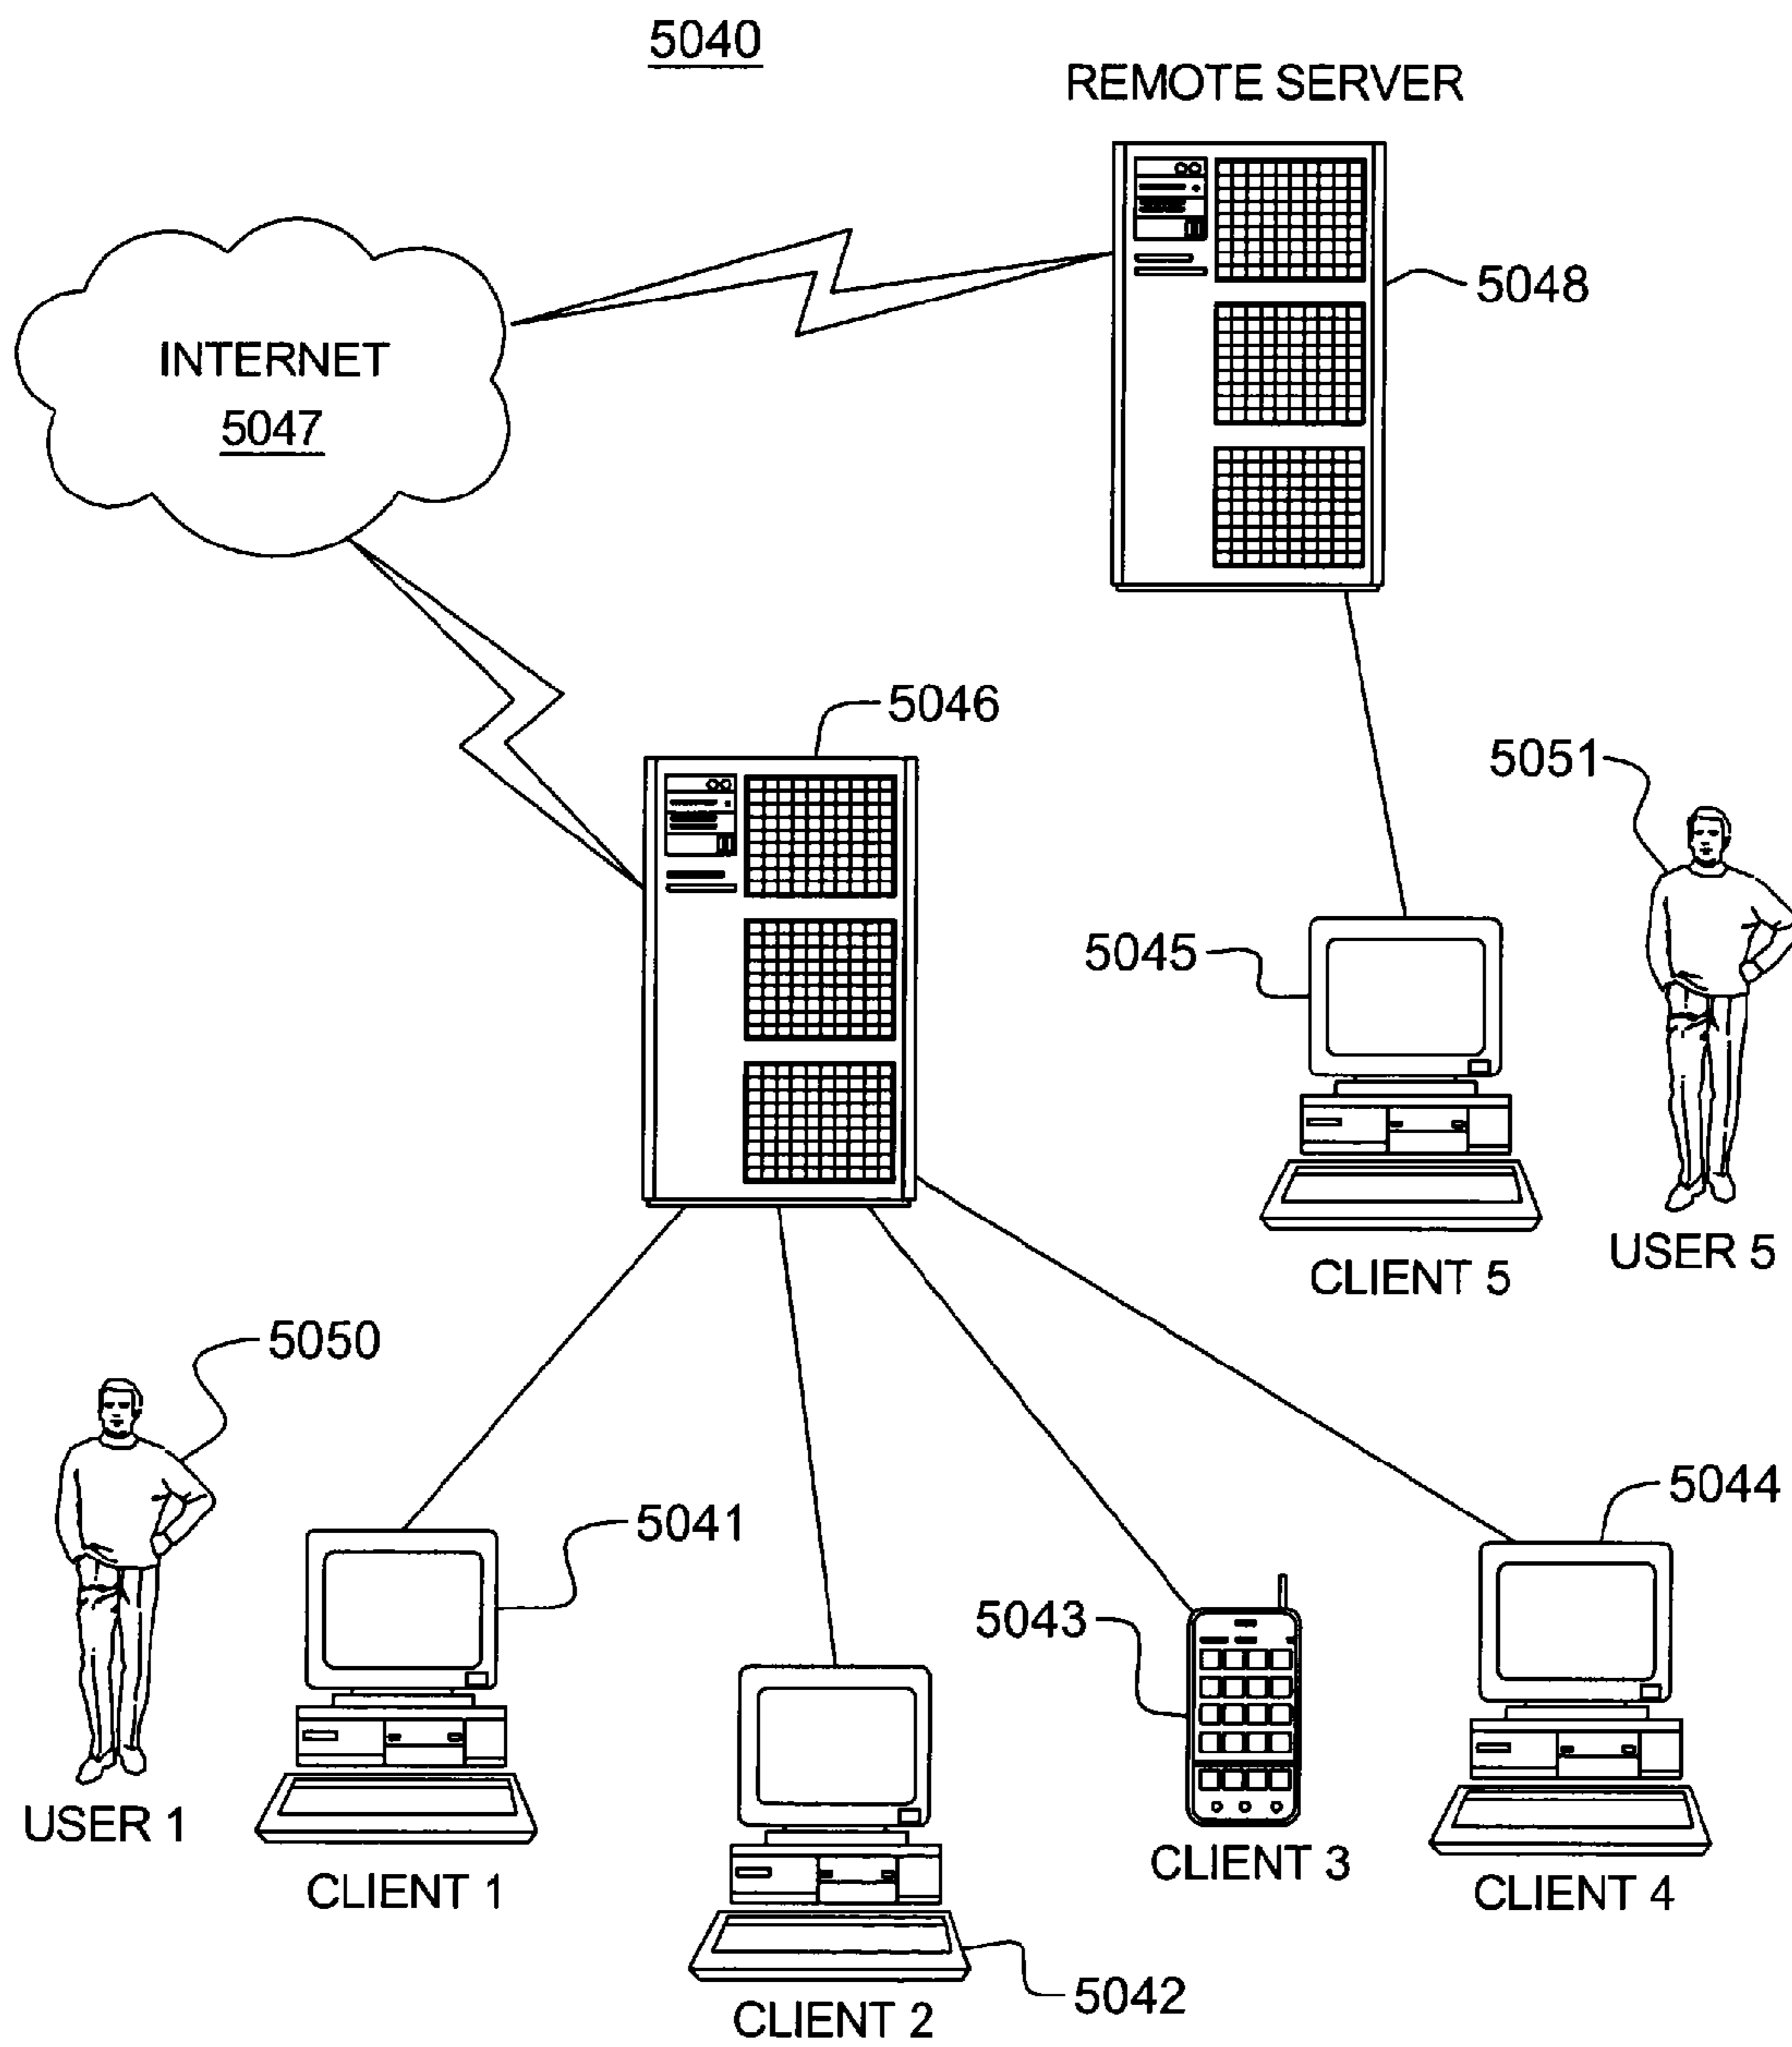 5040
REMOTE SERVER
5048
INTERNET
5047
5046
5051
5045
USER 5
CLIENT 5
5050
5041
5044
5043
USER 1
CLIENT 1
CLIENT 3
CLIENT 4
5042
CLIENT 2